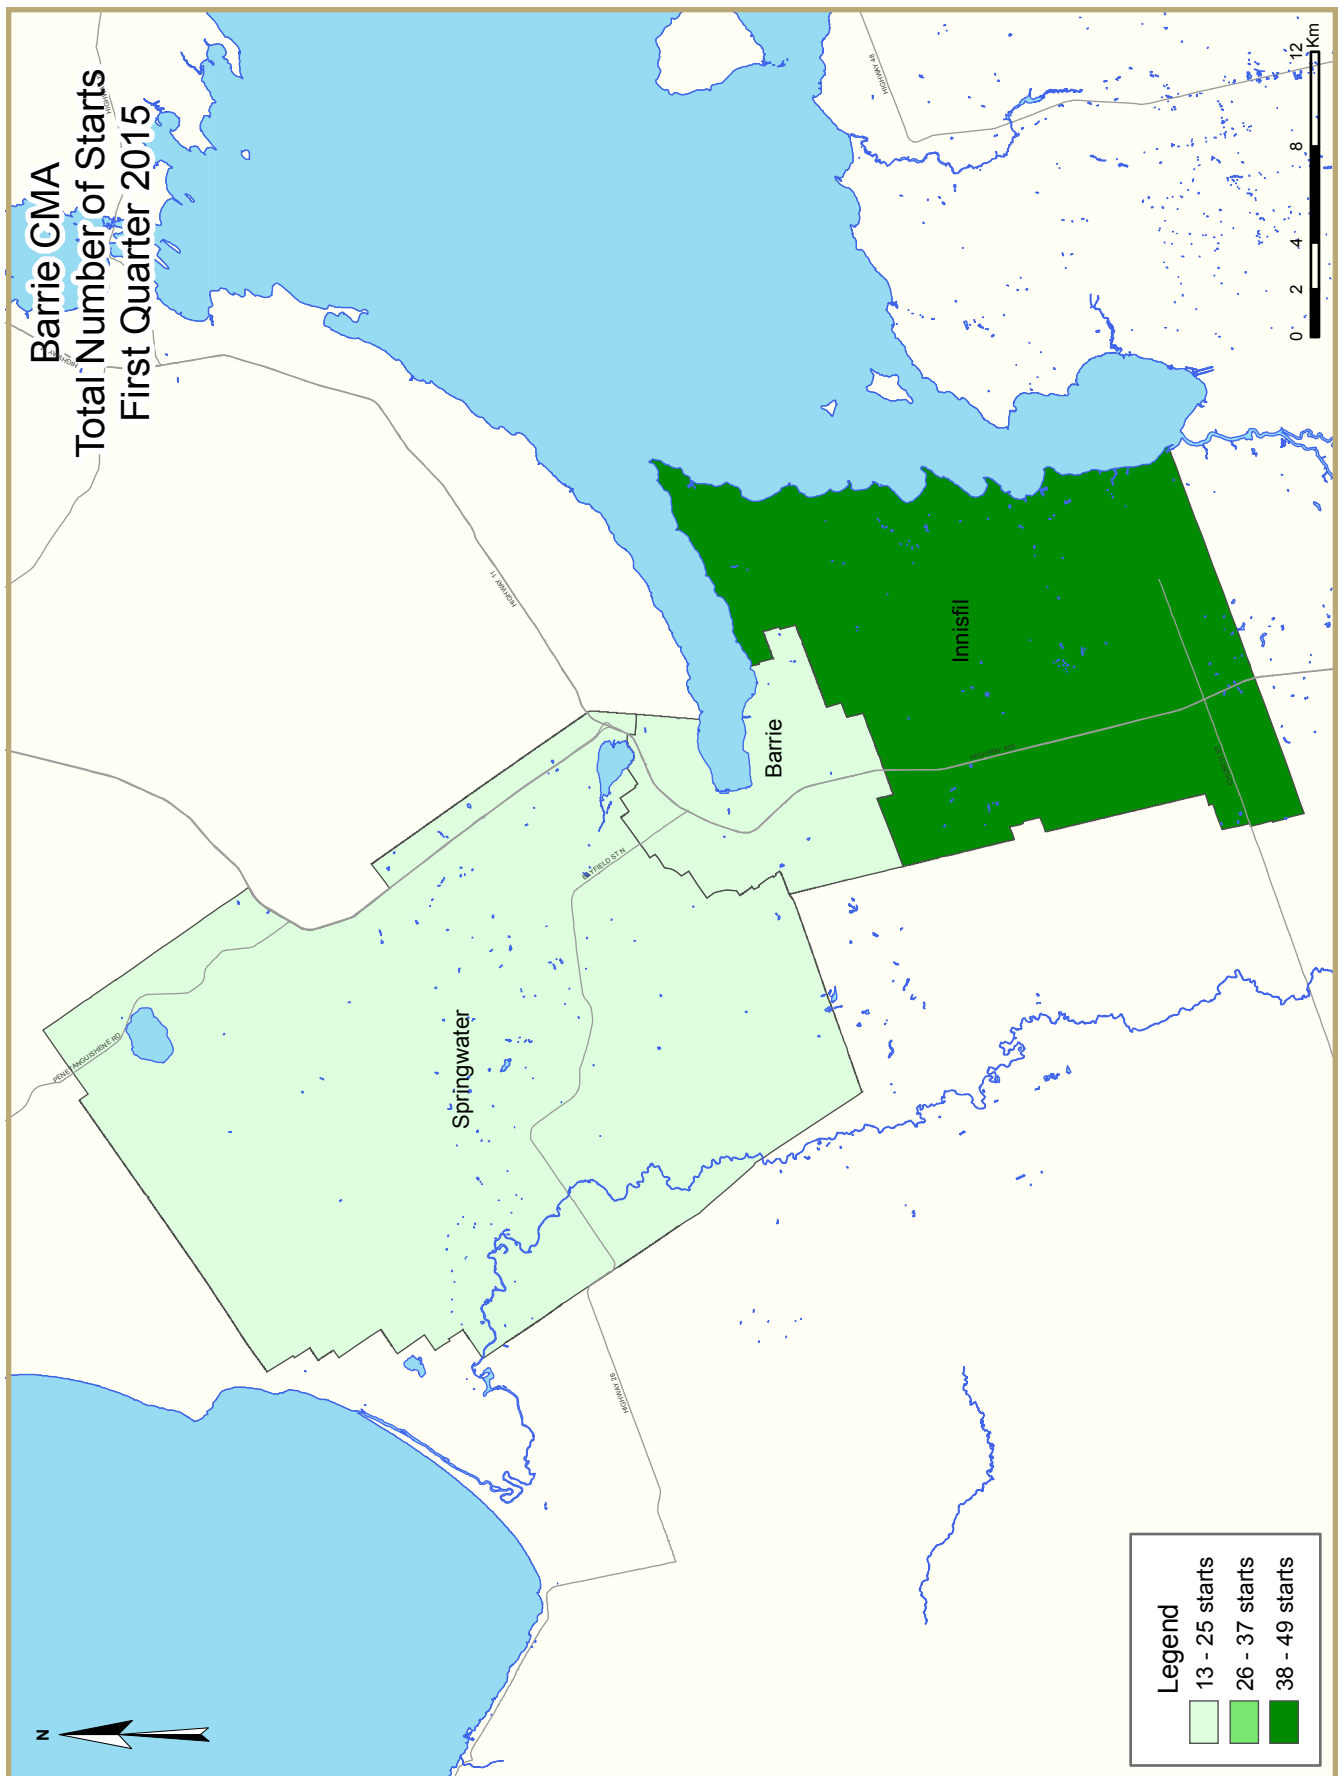 Barrie CMA
Total Number of Starts
First Quarter 2015
N
PENETANGUISHENE RD
HIGHWAY 11
HIGHWAY 48
BAYFIELD ST N
HIGHWAY 26
Springwater
Barrie
Innisfil
HIGHWAY 400
Legend
13 - 25 starts
26 - 37 starts
38 - 49 starts
0 2 4 8 12
Km